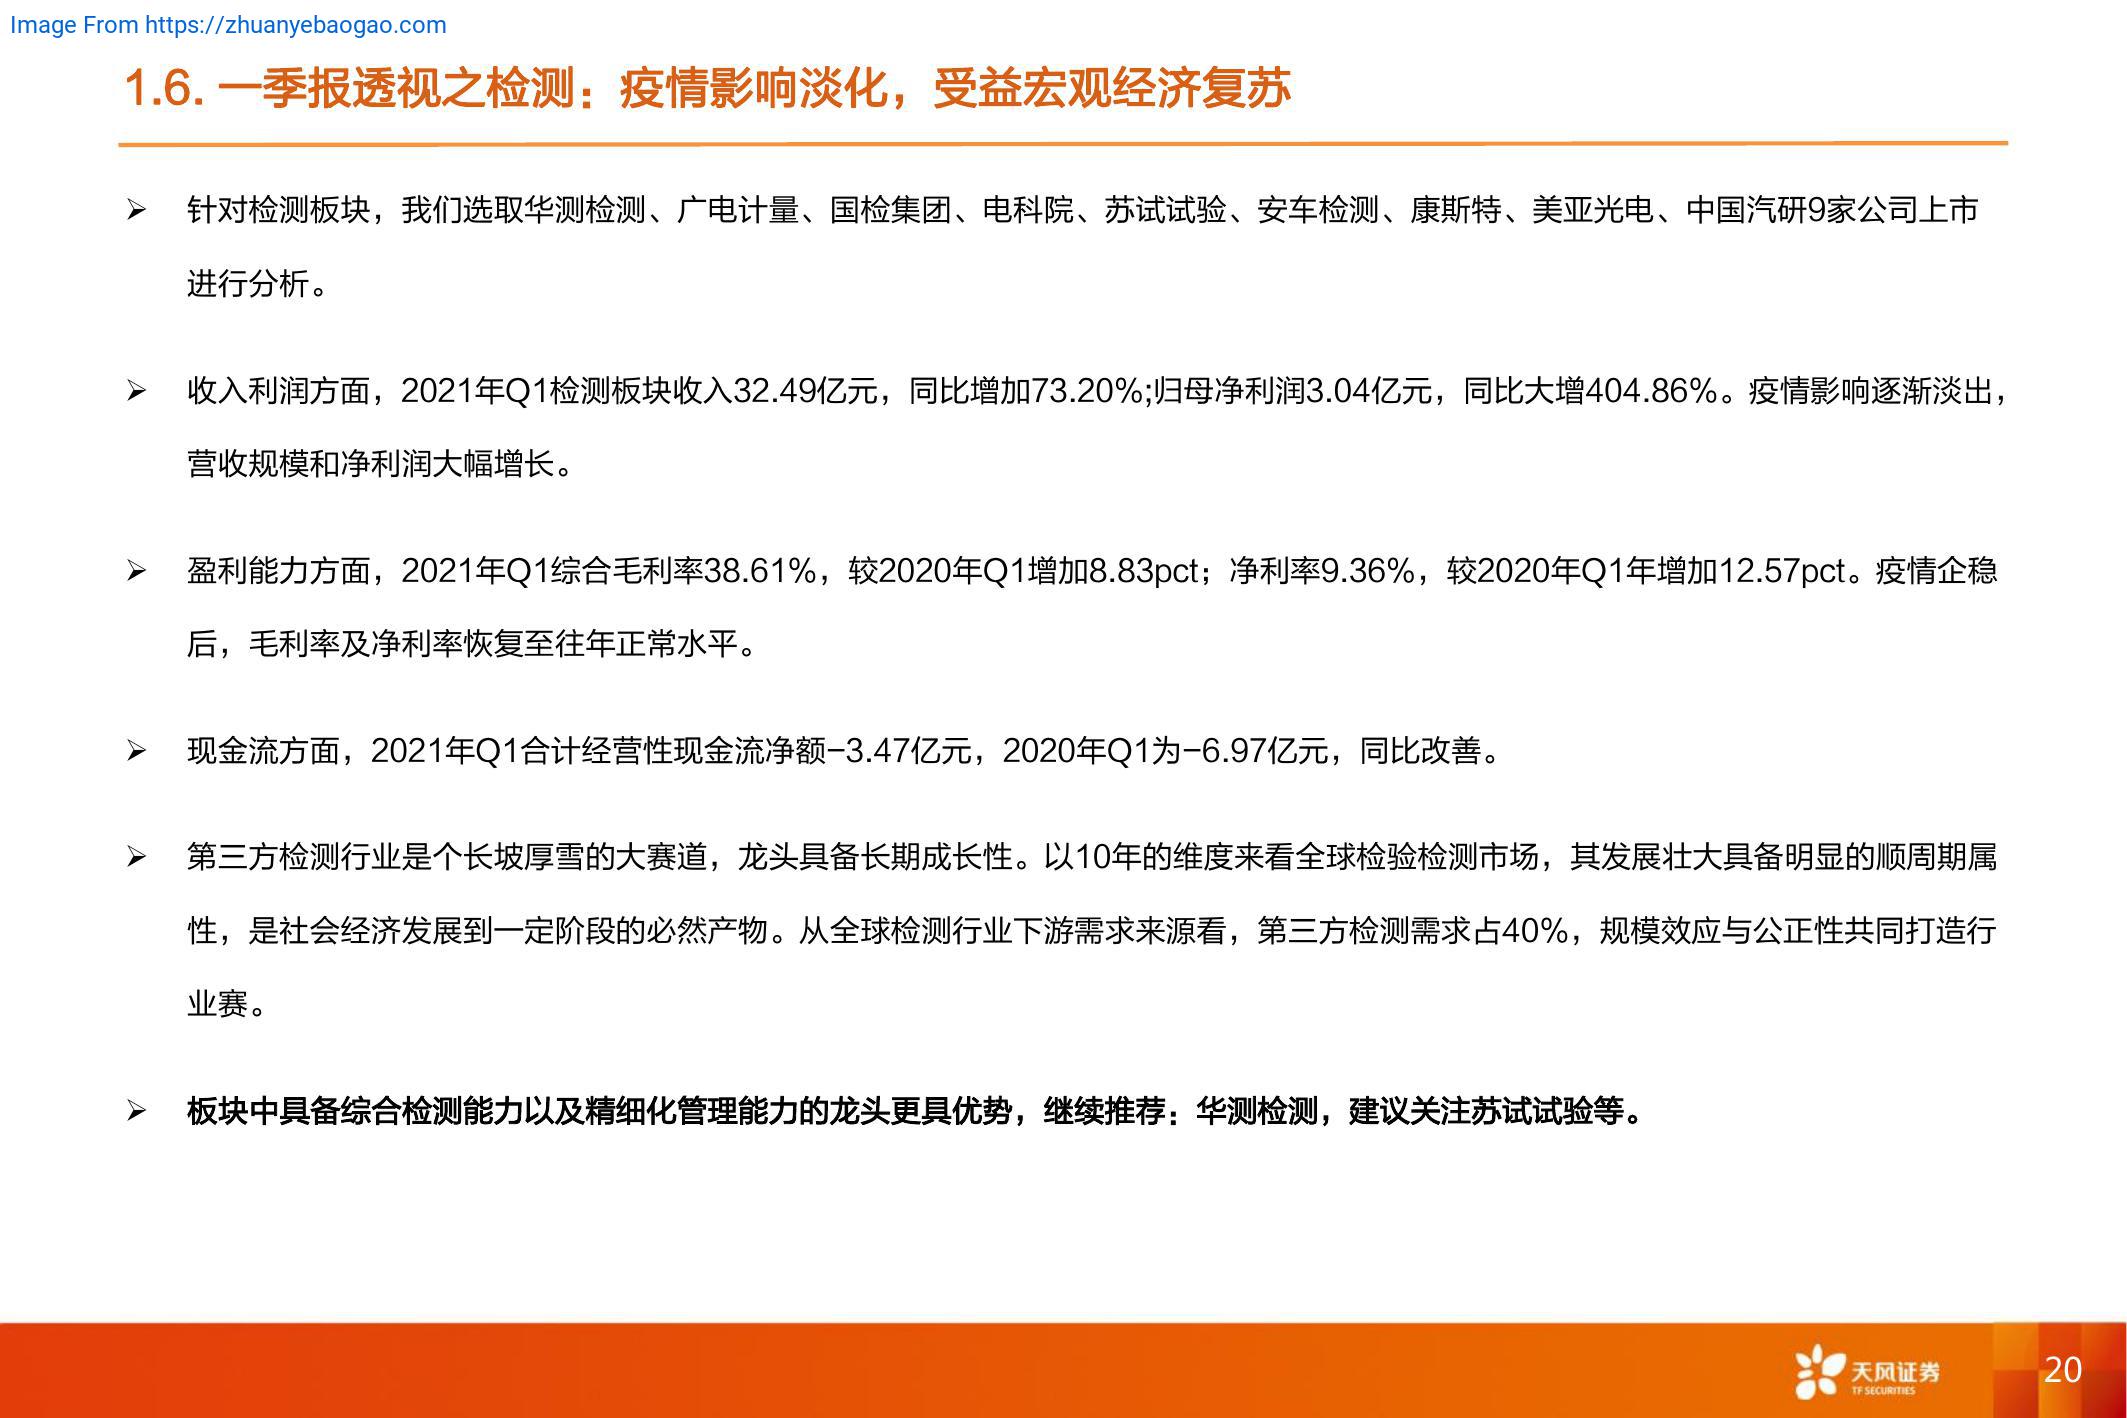 Image From https://zhuanyebaogao.com
1.6. 一季报透视之检测：疫情影响淡化，受益宏观经济复苏
➢ 针对检测板块，我们选取华测检测、广电计量、国检集团、电科院、苏试试验、安车检测、康斯特、美亚光电、中国汽研9家公司上市
进行分析。
➢ 收入利润方面，2021年Q1检测板块收入32.49亿元，同比增加73.20%;归母净利润3.04亿元，同比大增404.86%。疫情影响逐渐淡出，
营收规模和净利润大幅增长。
➢ 盈利能力方面，2021年Q1综合毛利率38.61%，较2020年Q1增加8.83pct；净利率9.36%，较2020年Q1年增加12.57pct。疫情企稳
后，毛利率及净利率恢复至往年正常水平。
➢ 现金流方面，2021年Q1合计经营性现金流净额-3.47亿元，2020年Q1为-6.97亿元，同比改善。
➢ 第三方检测行业是个长坡厚雪的大赛道，龙头具备长期成长性。以10年的维度来看全球检验检测市场，其发展壮大具备明显的顺周期属
性，是社会经济发展到一定阶段的必然产物。从全球检测行业下游需求来源看，第三方检测需求占40%，规模效应与公正性共同打造行
业赛。
➢ 板块中具备综合检测能力以及精细化管理能力的龙头更具优势，继续推荐：华测检测，建议关注苏试试验等。
天风证券
TF SECURITIES
20